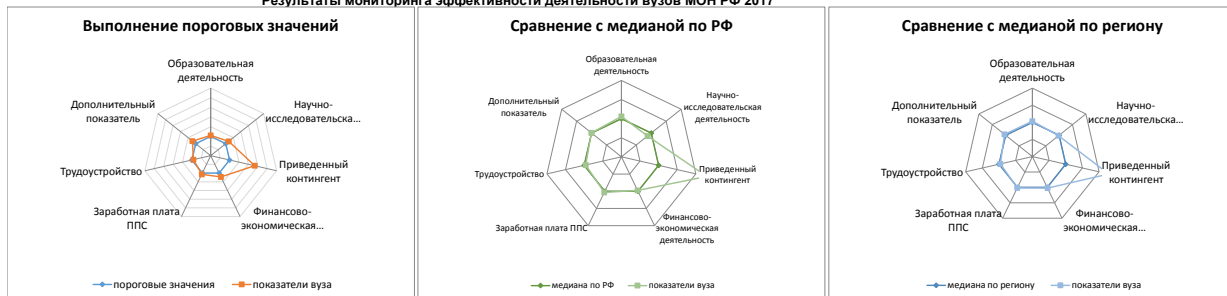 Результаты мониторинга эффективности деятельности вузов МОН РФ 2017
Выполнение пороговых значений
Образовательная
деятельность
Дополнительный
показатель
Научно-
исследовательска...
Трудоустройство
Приведенный
контингент
Заработная плата
ППС
Финансово-
экономическая...
пороговые значения
показатели вуза
Сравнение с медианой по РФ
Образовательная
деятельность
Дополнительный
показатель
Научно-
исследовательская
деятельность
Трудоустройство
Приведенный
контингент
Заработная плата ППС
Финансово-
экономическая
деятельность
медиана по РФ
показатели вуза
Сравнение с медианой по региону
Образовательная
деятельность
Дополнительный
показатель
Научно-
исследовательска...
Трудоустройство
Приведенный
контингент
Заработная плата
ППС
Финансово-
экономическая...
медиана по региону
показатели вуза